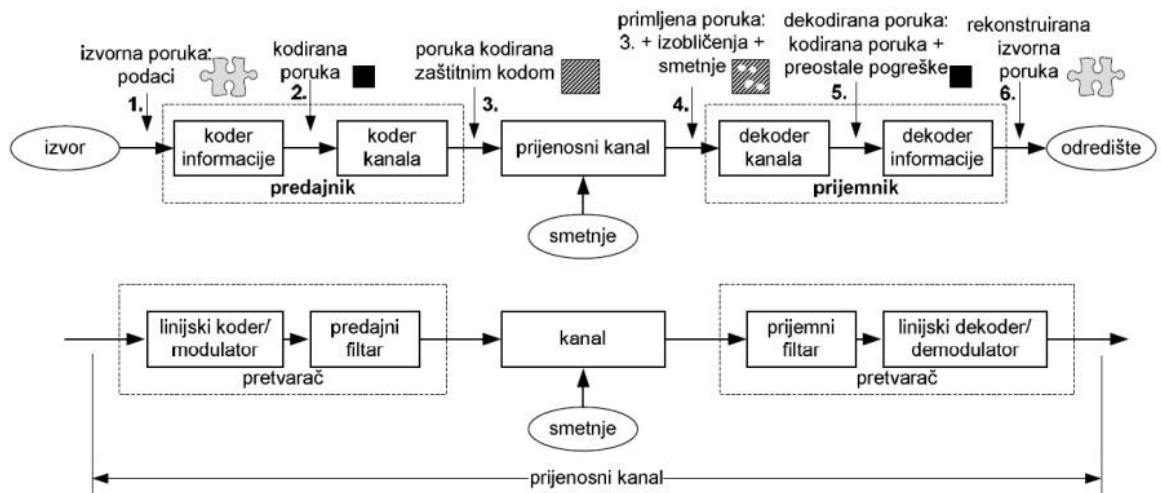 izvorna poruka:
podaci
1.
kodirana
poruka
2.
poruka kodirana
zaštitnim kodom
3.
primljena poruka:
3. + izobličenja +
smetnje
4.
dekodirana poruka:
kodirana poruka +
preostale pogreške
5.
rekonstruirana
izvorna
poruka
6.
izvor
koder
informacije
koder
kanala
predajnik
prijenosni kanal
smetnje
dekoder
kanala
dekoder
informacije
prijemnik
odredište
linijski koder/
modulator
predajni
filtar
pretvarač
kanal
smetnje
prijemni
filtar
linijski dekoder/
demodulator
pretvarač
prijenosni kanal